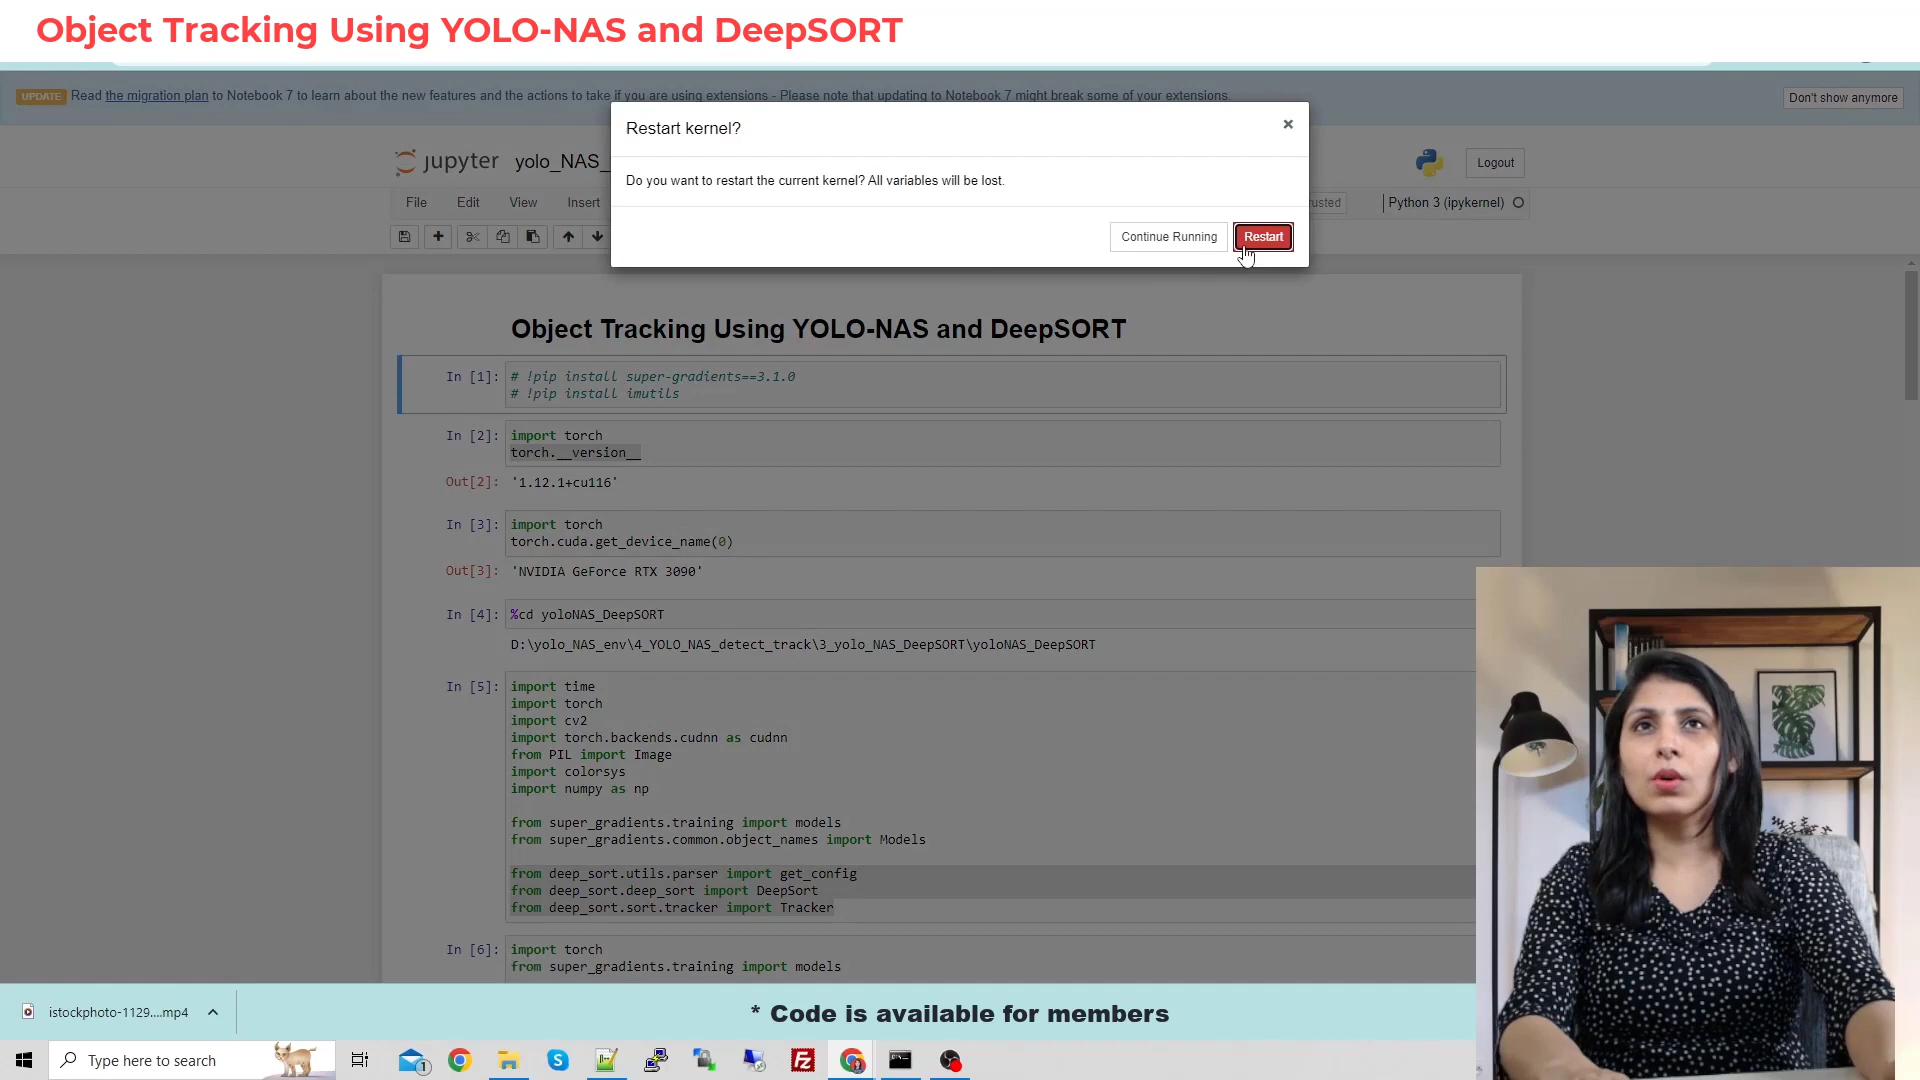 Object Tracking Using YOLO-NAS and DeepSORT
UPDATE Read the migration plan to Notebook 7 to learn about the new features and the actions to take if you are using extensions - Please note that updating to Notebook 7 might break some of your extensions.
Don't show anymore
Restart kernel?
×
Do you want to restart the current kernel? All variables will be lost.
Continue Running
Restart
jupyter yolo_NAS_
Logout
File Edit View Insert
rusted
Python 3 (ipykernel)
Object Tracking Using YOLO-NAS and DeepSORT
In [1]: # !pip install super-gradients==3.1.0
# !pip install imutils
In [2]: import torch
torch.__version__
Out[2]: '1.12.1+cu116'
In [3]: import torch
torch.cuda.get_device_name(0)
Out[3]: 'NVIDIA GeForce RTX 3090'
In [4]: %cd yoloNAS_DeepSORT
D:\yolo_NAS_env\4_YOLO_NAS_detect_track\3_yolo_NAS_DeepSORT\yoloNAS_DeepSORT
In [5]: import time
import torch
import cv2
import torch.backends.cudnn as cudnn
from PIL import Image
import colorsys
import numpy as np
from super_gradients.training import models
from super_gradients.common.object_names import Models
from deep_sort.utils.parser import get_config
from deep_sort.deep_sort import DeepSort
from deep_sort.sort.tracker import Tracker
In [6]: import torch
from super_gradients.training import models
istockphoto-1129....mp4
* Code is available for members
Type here to search
1